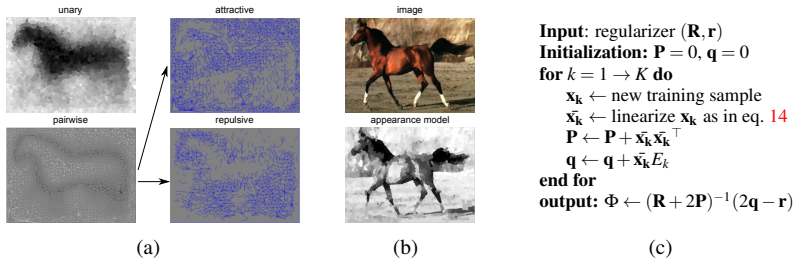 unary
attractive
pairwise
repulsive
(a)
image
appearance model
(b)
Input: regularizer (R, r)
Initialization: P = 0, q = 0
for k = 1 → K do
x_k ← new training sample
x̄_k ← linearize x_k as in eq. 14
P ← P + x̄_k x̄_k^⊤
q ← q + x̄_k E_k
end for
output: Φ ← (R + 2P)^{-1}(2q − r)
(c)